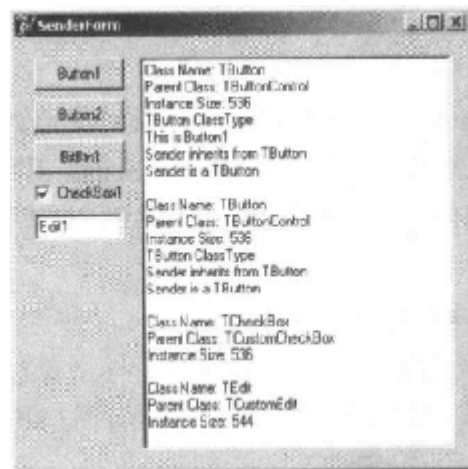 SenderForm
Button1
Button2
BitBtn1
CheckBox1
Edit1
Class Name: TButton
Parent Class: TButtonControl
Instance Size: 536
TButton ClassType
This is Button1
Sender inherits from TButton
Sender is a TButton
Class Name: TButton
Parent Class: TButtonControl
Instance Size: 536
TButton ClassType
Sender inherits from TButton
Sender is a TButton
Class Name: TCheckBox
Parent Class: TCustomCheckBox
Instance Size: 536
Class Name: TEdit
Parent Class: TCustomEdit
Instance Size: 544